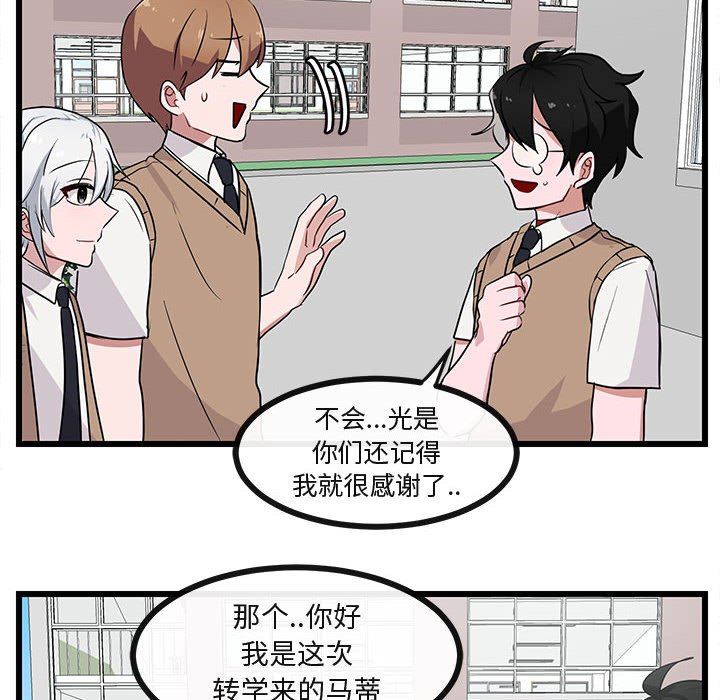 不会...光是
你们还记得
我就很感谢了..
那个..你好
我是这次
转学来的马蒂